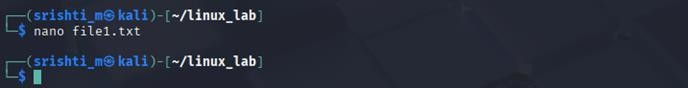 ┌──(srishti_m㉿kali)-[~/linux_lab]
└─$ nano file1.txt
┌──(srishti_m㉿kali)-[~/linux_lab]
└─$